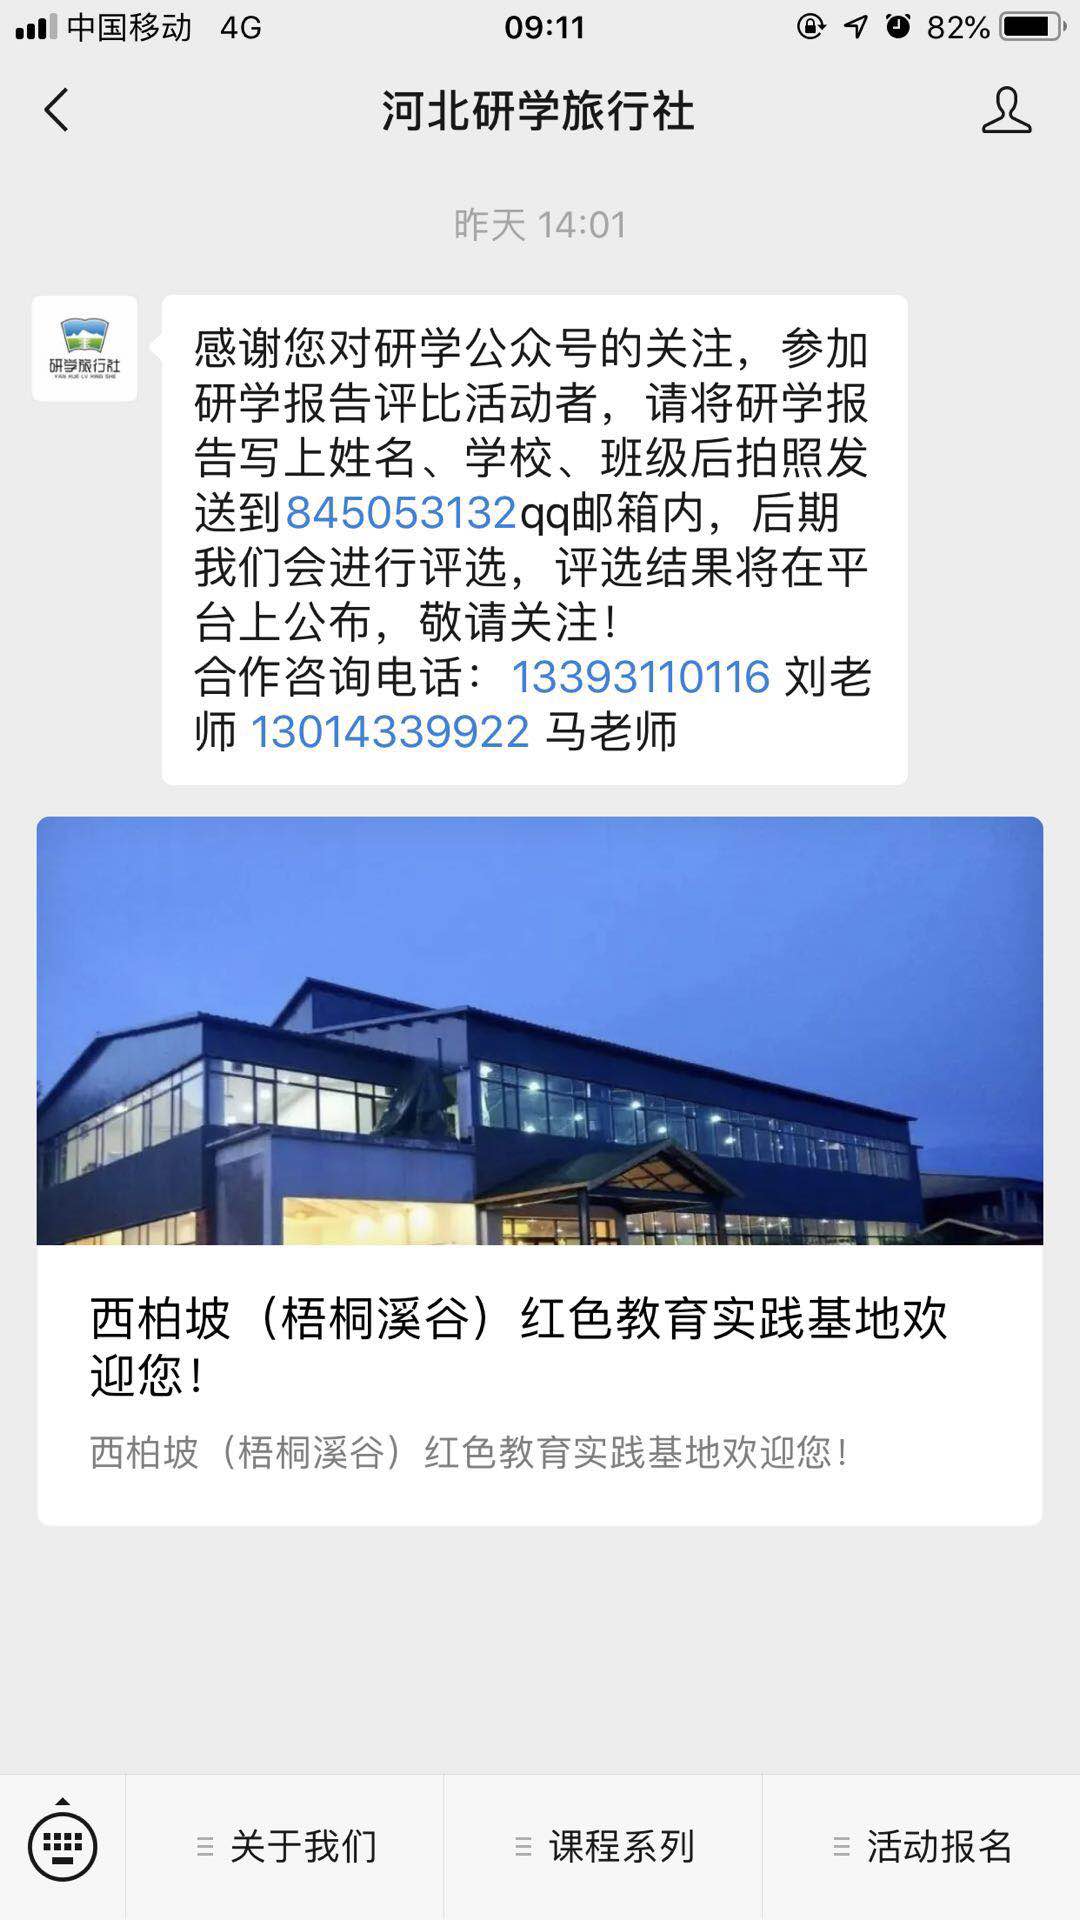 中国移动 4G 09:11 82%
河北研学旅行社
昨天 14:01
研学旅行社
感谢您对研学公众号的关注，参加
研学报告评比活动者，请将研学报
告写上姓名、学校、班级后拍照发
送到845053132qq邮箱内，后期
我们会进行评选，评选结果将在平
台上公布，敬请关注！
合作咨询电话：13393110116 刘老
师 13014339922 马老师
西柏坡（梧桐溪谷）红色教育实践基地欢
迎您！
西柏坡（梧桐溪谷）红色教育实践基地欢迎您！
关于我们 课程系列 活动报名